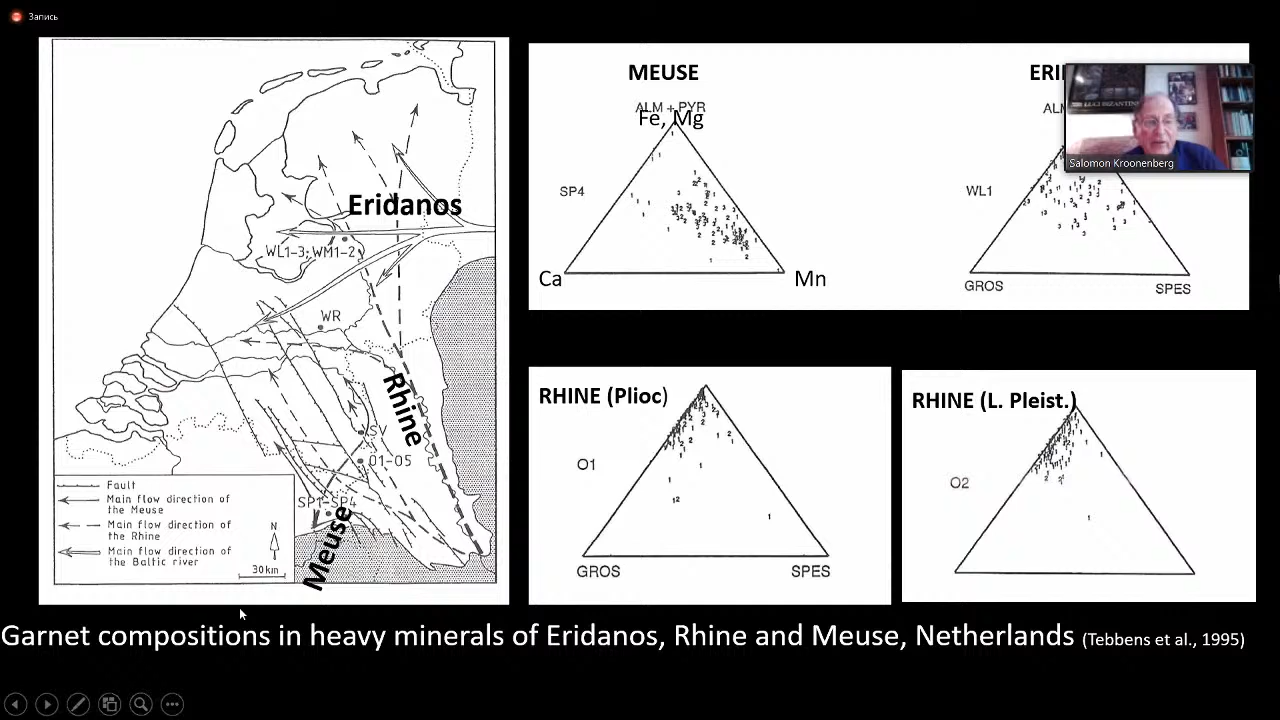 Запись
Eridanos
WL1-3; WM1-2
WR
Rhine
SV
O1-05
SP1-SP4
Meuse
Fault
Main flow direction of
the Meuse
Main flow direction of
the Rhine
Main flow direction of
the Baltic river
N
30km
MEUSE
ALM + PYR
Fe, Mg
SP4
Ca
Mn
ERI
ALM
WL1
GROS
SPES
Salomon Kroonenberg
RHINE (Plioc)
O1
GROS
SPES
RHINE (L. Pleist.)
O2
Garnet compositions in heavy minerals of Eridanos, Rhine and Meuse, Netherlands (Tebbens et al., 1995)